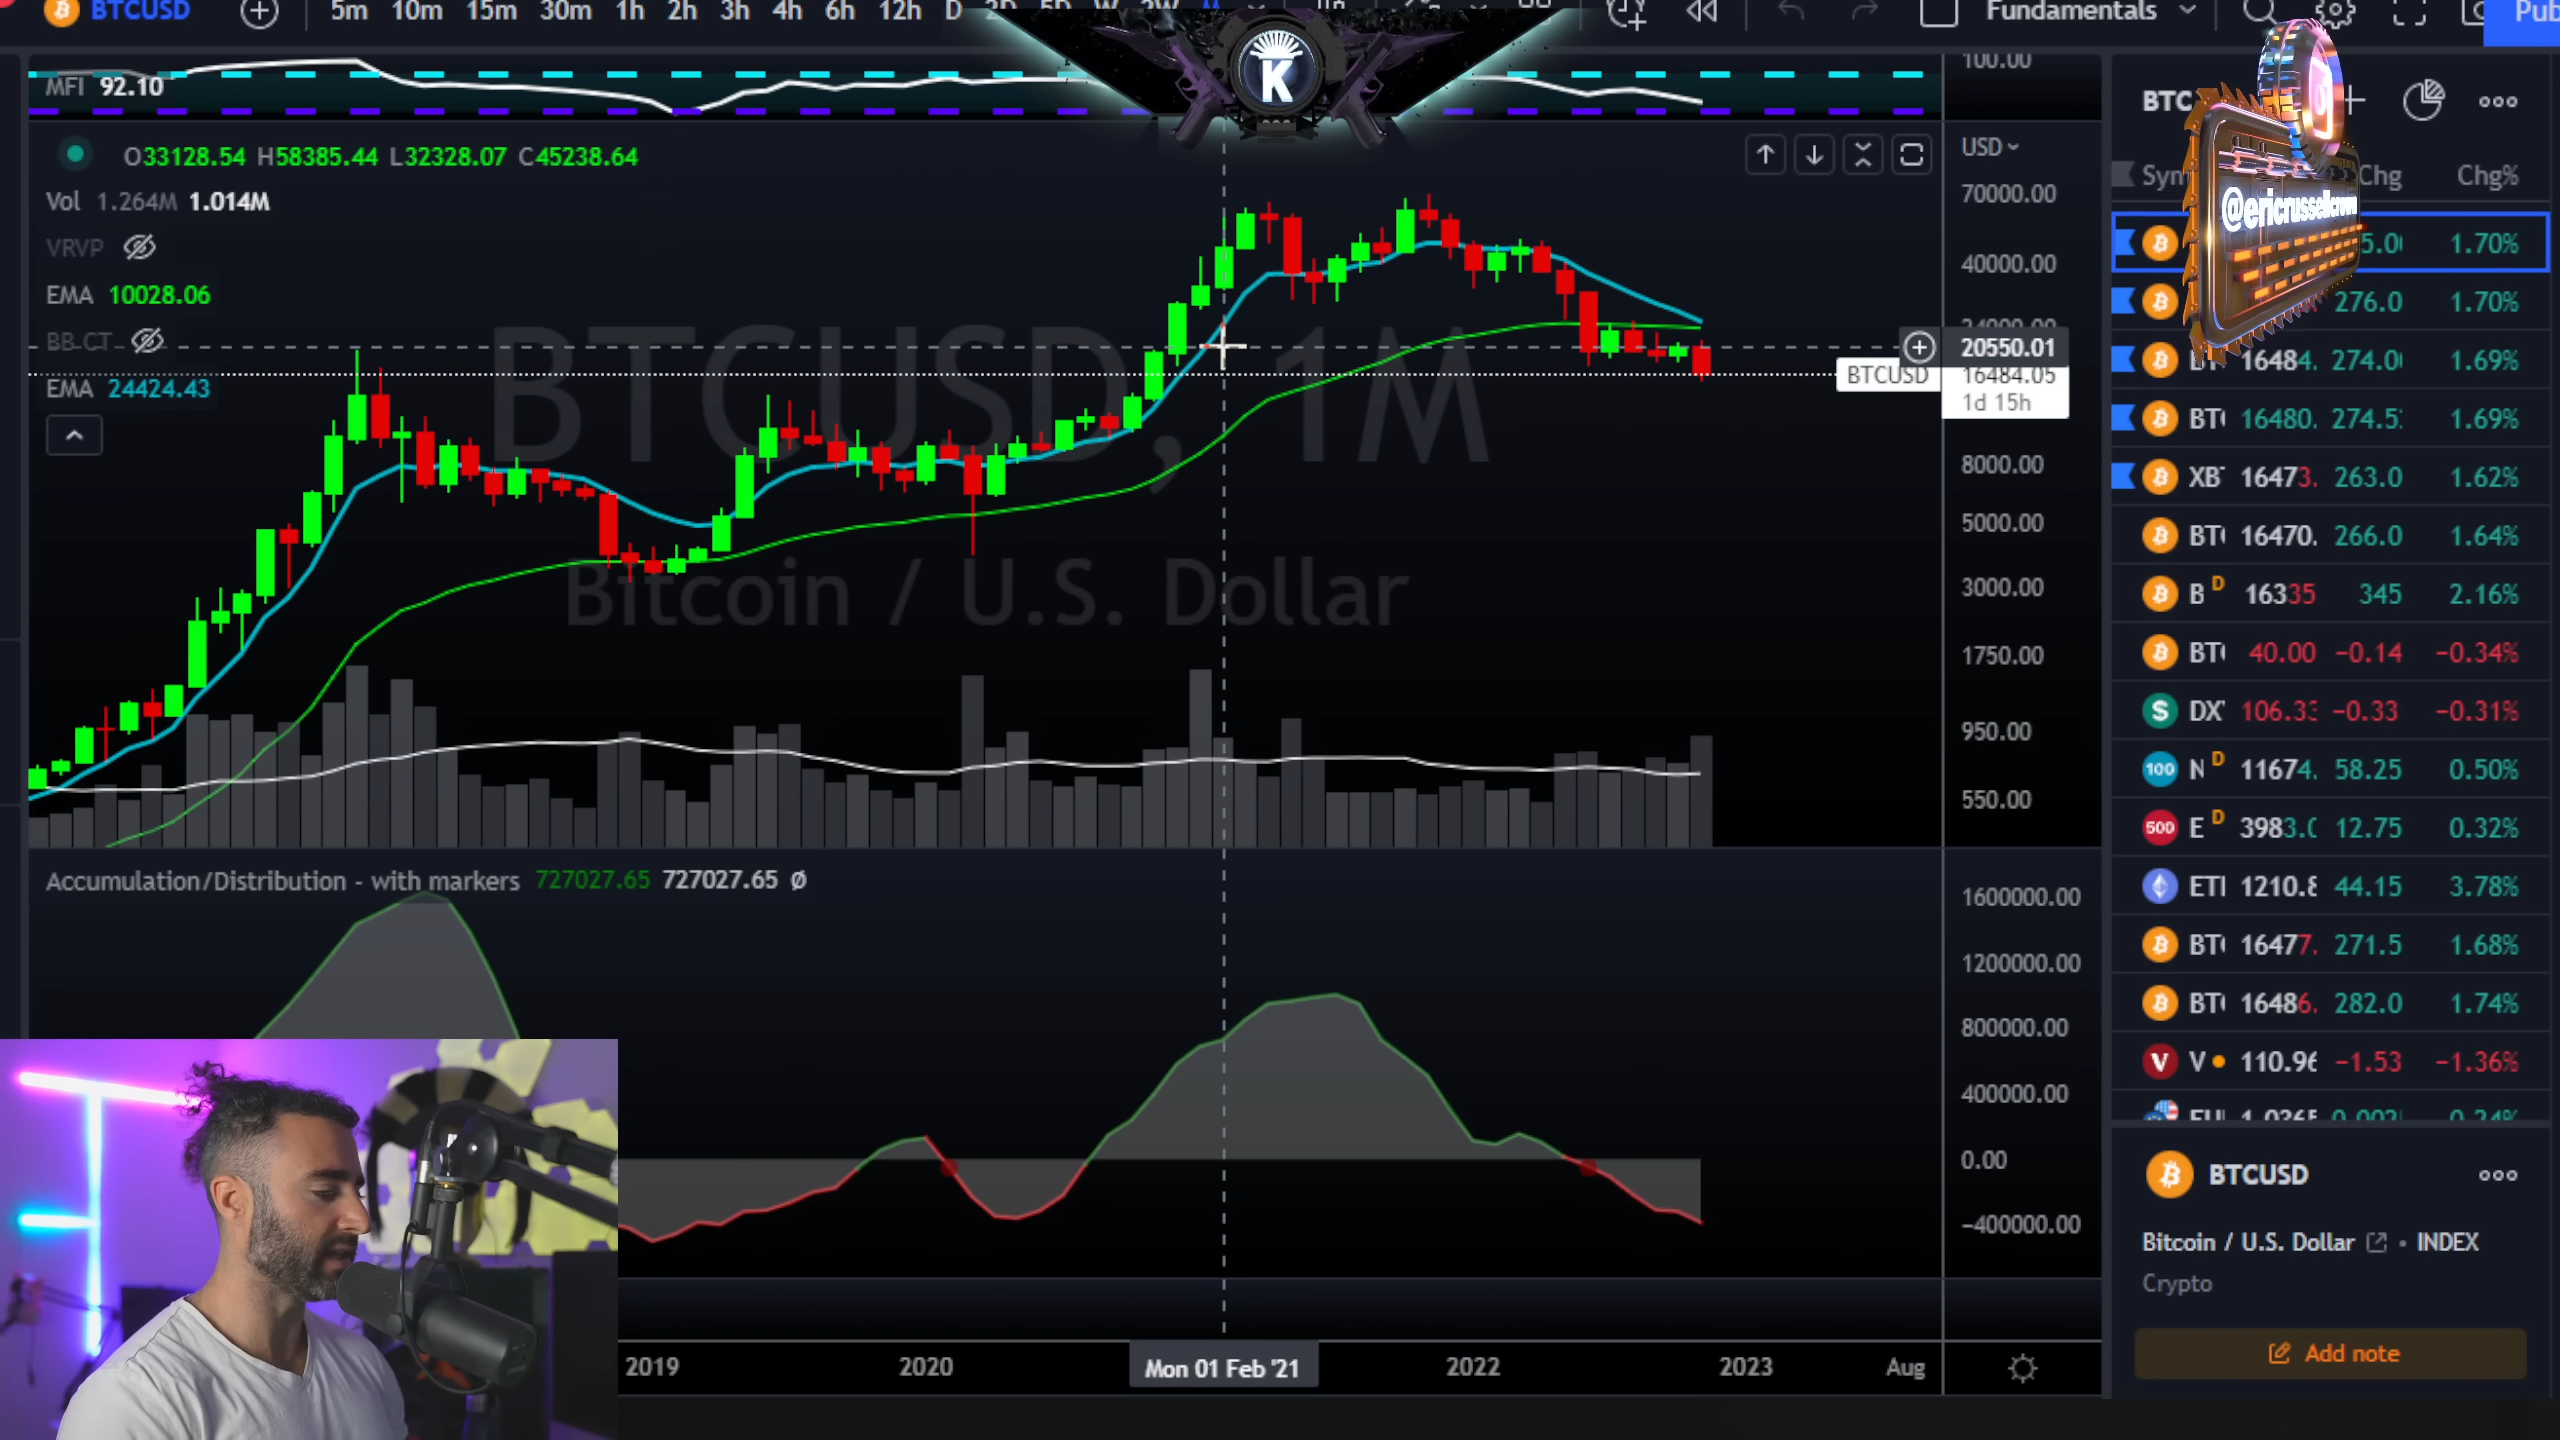 BTCUSD
5m 10m 15m 30m 1h 2h 3h 4h 6h 12h D
Fundamentals
MFI 92.10
100.00
O33128.54 H58385.44 L32328.07 C45238.64
Vol 1.264M 1.014M
VRVP
EMA 10028.06
BB CT
EMA 24424.43
BTCUSD, 1M
Bitcoin / U.S. Dollar
K
USD
70000.00
40000.00
20550.01
BTCUSD 16484.05
1d 15h
8000.00
5000.00
3000.00
1750.00
950.00
550.00
Accumulation/Distribution - with markers 727027.65 727027.65 Ø
1600000.00
1200000.00
800000.00
400000.00
0.00
−400000.00
2019 2020 Mon 01 Feb '21 2022 2023 Aug
BTC
Chg Chg%
@ericrussellcrown
1.70%
276.0 1.70%
16484. 274.0 1.69%
16480. 274.5 1.69%
16473. 263.0 1.62%
16470. 266.0 1.64%
B D 16335 345 2.16%
40.00 −0.14 −0.34%
106.33 −0.33 −0.31%
100 N D 11674. 58.25 0.50%
500 E D 3983.0 12.75 0.32%
1210.8 44.15 3.78%
16477. 271.5 1.68%
16486. 282.0 1.74%
V V 110.96 −1.53 −1.36%
BTCUSD
Bitcoin / U.S. Dollar • INDEX
Crypto
Add note